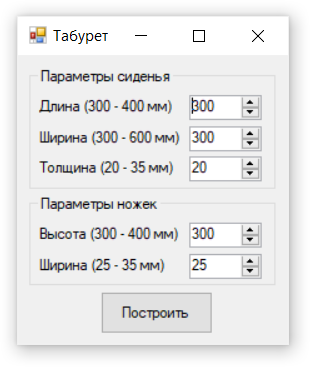 Табурет
Параметры сиденья
Длина (300 - 400 мм) 300
Ширина (300 - 600 мм) 300
Толщина (20 - 35 мм) 20
Параметры ножек
Высота (300 - 400 мм) 300
Ширина (25 - 35 мм) 25
Построить